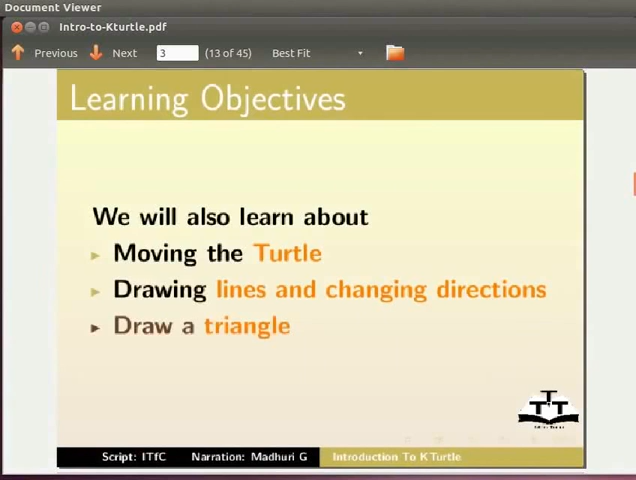 Document Viewer
Intro-to-Kturtle.pdf
Previous Next 3 (13 of 45) Best Fit
Learning Objectives
We will also learn about
Moving the Turtle
Drawing lines and changing directions
Draw a triangle
Script: ITfC Narration: Madhuri G Introduction To KTurtle